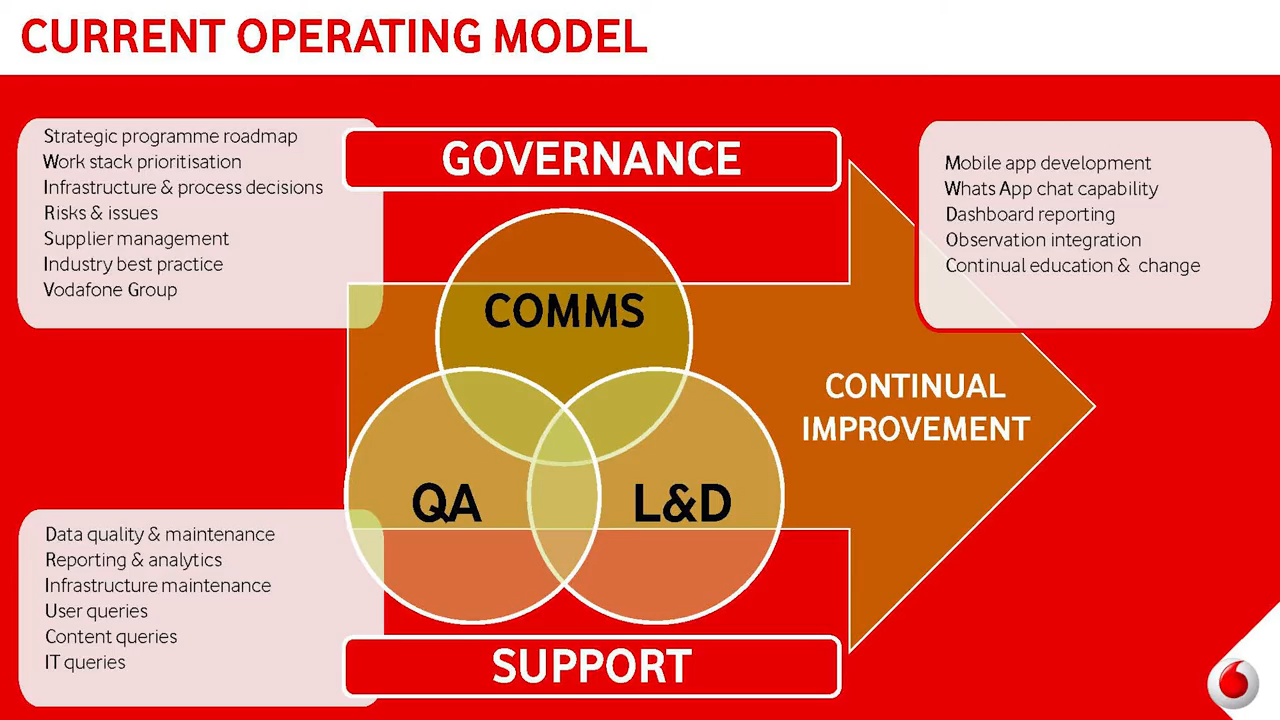 CURRENT OPERATING MODEL
Strategic programme roadmap
Work stack prioritisation
Infrastructure & process decisions
Risks & issues
Supplier management
Industry best practice
Vodafone Group
GOVERNANCE
Mobile app development
Whats App chat capability
Dashboard reporting
Observation integration
Continual education & change
COMMS
CONTINUAL
IMPROVEMENT
QA
L&D
Data quality & maintenance
Reporting & analytics
Infrastructure maintenance
User queries
Content queries
IT queries
SUPPORT